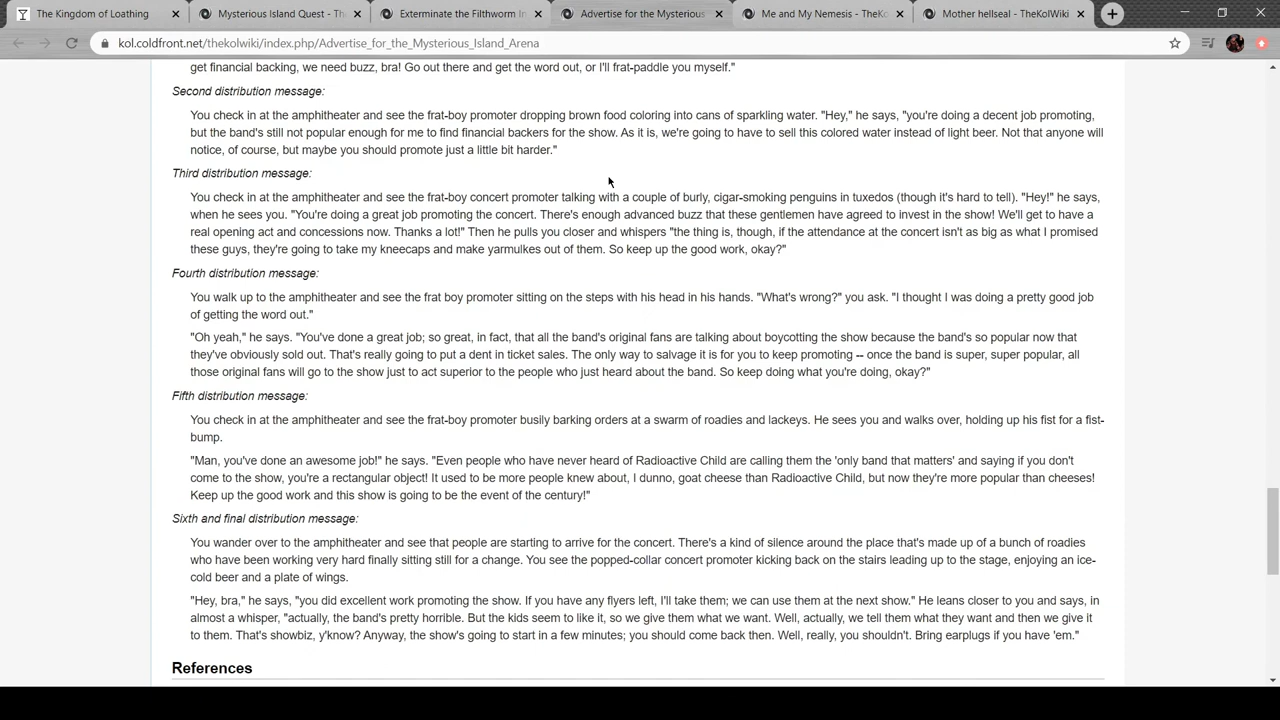 The Kingdom of Loathing
Mysterious Island Quest - Th
Exterminate the Filthworm In
Advertise for the Mysterious
Me and My Nemesis - TheKo
Mother hellseal - TheKolWiki
kol.coldfront.net/thekolwiki/index.php/Advertise_for_the_Mysterious_Island_Arena
get financial backing, we need buzz, bra! Go out there and get the word out, or I'll frat-paddle you myself."
Second distribution message:
You check in at the amphitheater and see the frat-boy promoter dropping brown food coloring into cans of sparkling water. "Hey," he says, "you're doing a decent job promoting,
but the band's still not popular enough for me to find financial backers for the show. As it is, we're going to have to sell this colored water instead of light beer. Not that anyone will
notice, of course, but maybe you should promote just a little bit harder."
Third distribution message:
You check in at the amphitheater and see the frat-boy concert promoter talking with a couple of burly, cigar-smoking penguins in tuxedos (though it's hard to tell). "Hey!" he says,
when he sees you. "You're doing a great job promoting the concert. There's enough advanced buzz that these gentlemen have agreed to invest in the show! We'll get to have a
real opening act and concessions now. Thanks a lot!" Then he pulls you closer and whispers "the thing is, though, if the attendance at the concert isn't as big as what I promised
these guys, they're going to take my kneecaps and make yarmulkes out of them. So keep up the good work, okay?"
Fourth distribution message:
You walk up to the amphitheater and see the frat boy promoter sitting on the steps with his head in his hands. "What's wrong?" you ask. "I thought I was doing a pretty good job
of getting the word out."
"Oh yeah," he says. "You've done a great job; so great, in fact, that all the band's original fans are talking about boycotting the show because the band's so popular now that
they've obviously sold out. That's really going to put a dent in ticket sales. The only way to salvage it is for you to keep promoting -- once the band is super, super popular, all
those original fans will go to the show just to act superior to the people who just heard about the band. So keep doing what you're doing, okay?"
Fifth distribution message:
You check in at the amphitheater and see the frat-boy promoter busily barking orders at a swarm of roadies and lackeys. He sees you and walks over, holding up his fist for a fist-
bump.
"Man, you've done an awesome job!" he says. "Even people who have never heard of Radioactive Child are calling them the 'only band that matters' and saying if you don't
come to the show, you're a rectangular object! It used to be more people knew about, I dunno, goat cheese than Radioactive Child, but now they're more popular than cheeses!
Keep up the good work and this show is going to be the event of the century!"
Sixth and final distribution message:
You wander over to the amphitheater and see that people are starting to arrive for the concert. There's a kind of silence around the place that's made up of a bunch of roadies
who have been working very hard finally sitting still for a change. You see the popped-collar concert promoter kicking back on the stairs leading up to the stage, enjoying an ice-
cold beer and a plate of wings.
"Hey, bra," he says, "you did excellent work promoting the show. If you have any flyers left, I'll take them; we can use them at the next show." He leans closer to you and says, in
almost a whisper, "actually, the band's pretty horrible. But the kids seem to like it, so we give them what we want. Well, actually, we tell them what they want and then we give it
to them. That's showbiz, y'know? Anyway, the show's going to start in a few minutes; you should come back then. Well, really, you shouldn't. Bring earplugs if you have 'em."
References